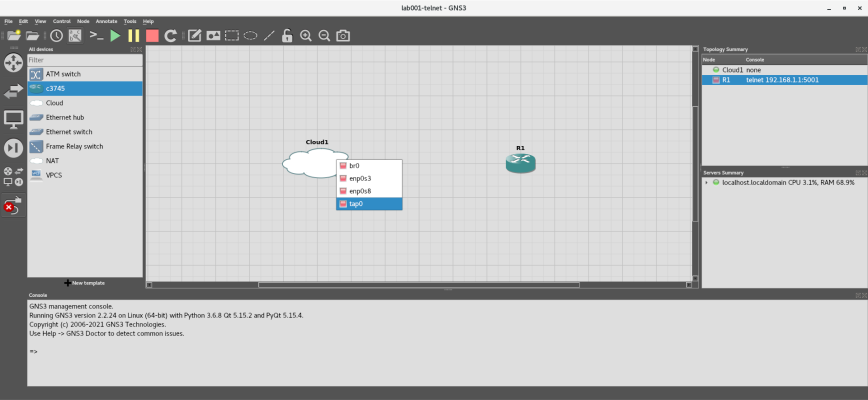 lab001-telnet - GNS3
File Edit View Control Node Annotate Tools Help
All devices
Filter
ATM switch
c3745
Cloud
Ethernet hub
Ethernet switch
Frame Relay switch
NAT
VPCS
New template
Cloud1
br0
enp0s3
enp0s8
tap0
R1
Topology Summary
Node Console
Cloud1 none
R1 telnet 192.168.1.1:5001
Servers Summary
localhost.localdomain CPU 3.1%, RAM 68.9%
Console
GNS3 management console.
Running GNS3 version 2.2.24 on Linux (64-bit) with Python 3.6.8 Qt 5.15.2 and PyQt 5.15.4.
Copyright (c) 2006-2021 GNS3 Technologies.
Use Help -> GNS3 Doctor to detect common issues.
=>